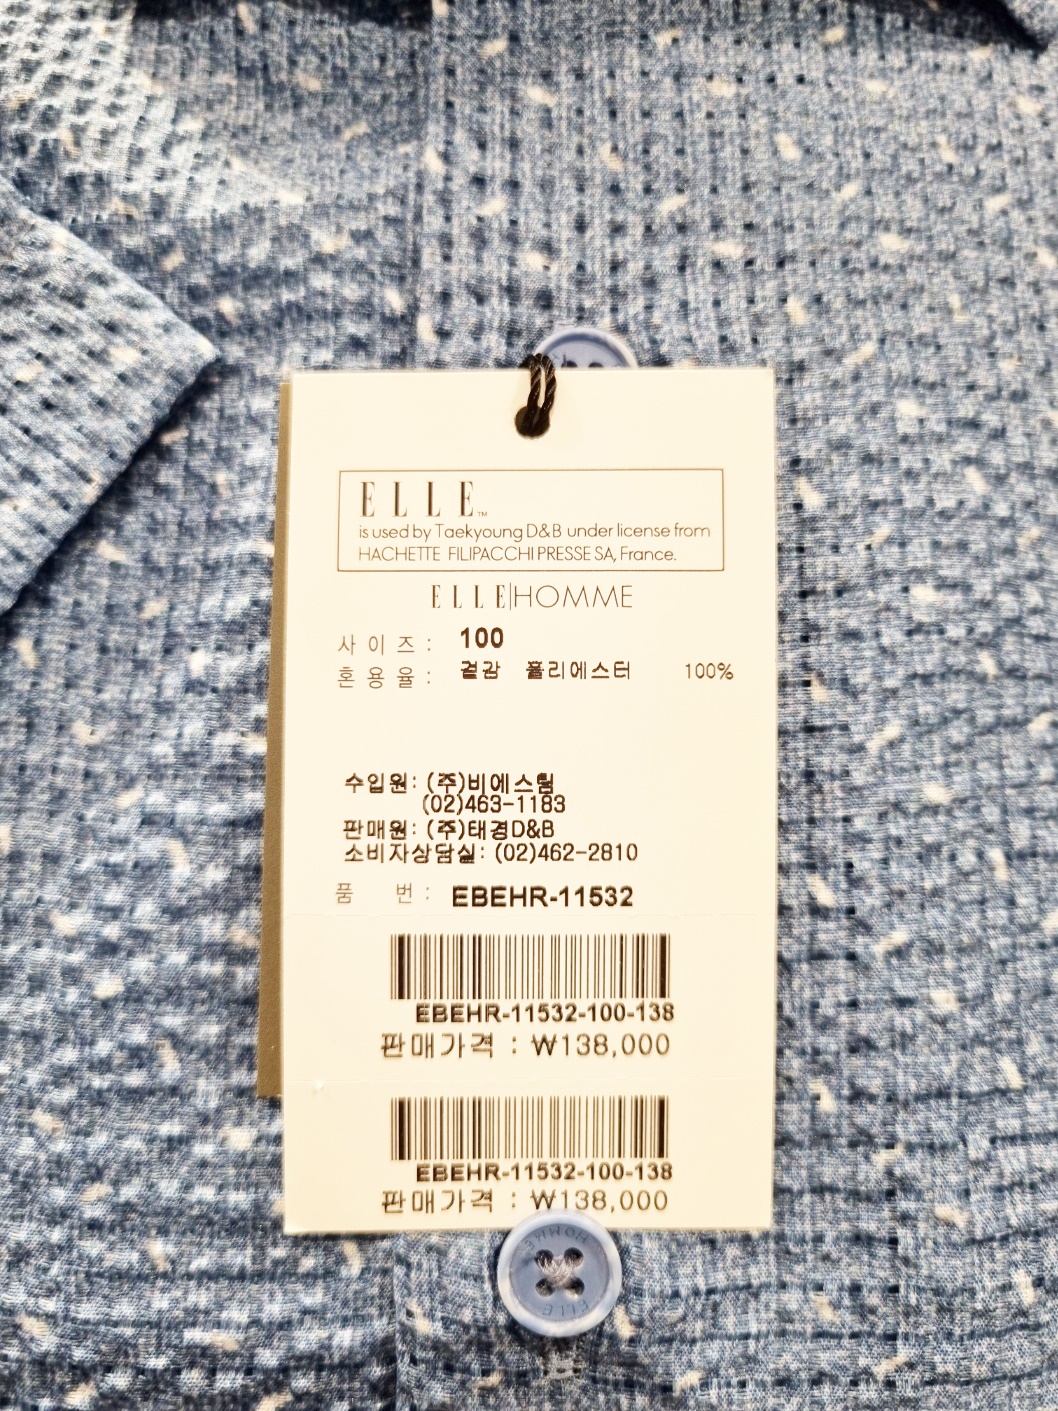 ELLE™
is used by Taekyoung D&B under license from
HACHETTE FILIPACCHI PRESSE SA, France.
ELLE|HOMME
사 이 즈 : 100
혼 용 율 : 겉감 폴리에스터 100%
수입원: (주)비에스팀
(02)463-1183
판매원: (주)태경D&B
소비자상담실: (02)462-2810
품 번 : EBEHR-11532
EBEHR-11532-100-138
판매가격 : ₩138,000
EBEHR-11532-100-138
판매가격 : ₩138,000
ELLE HOMME